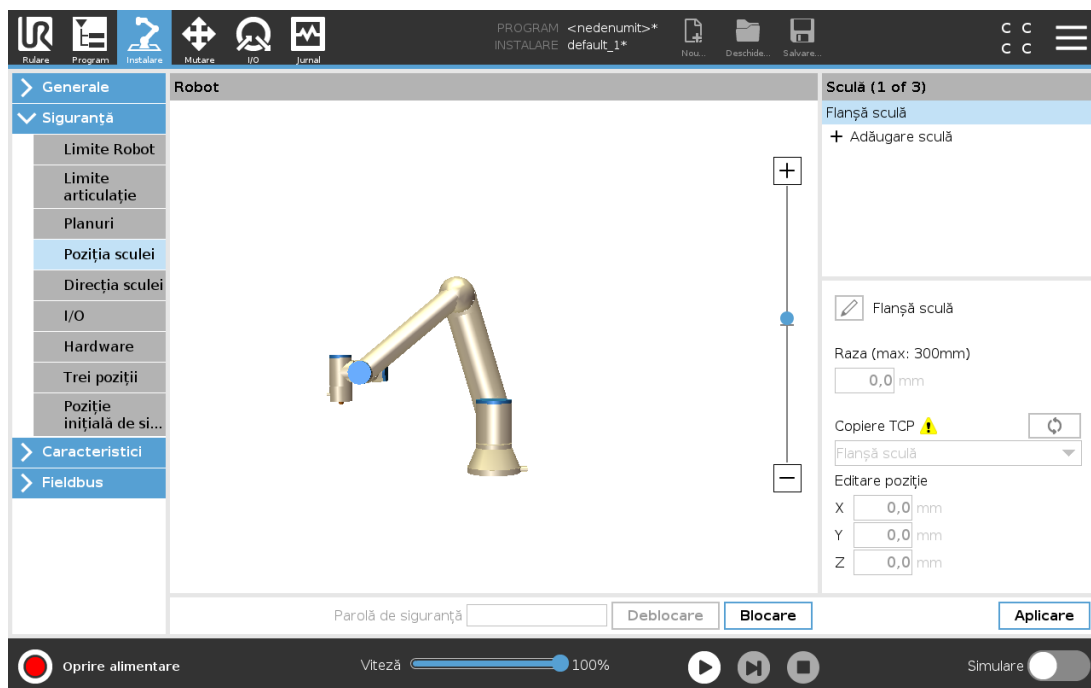 PROGRAM <nedenumit>*
INSTALARE default_1*
Rulare Program Instalare Mutare I/O Jurnal
Nou... Deschide... Salvare...
C C
C C
Generale
Siguranță
Limite Robot
Limite
articulație
Planuri
Poziția sculei
Direcția sculei
I/O
Hardware
Trei poziții
Poziție
inițială de si...
Caracteristici
Fieldbus
Robot
Sculă (1 of 3)
Flanșă sculă
+ Adăugare sculă
Flanșă sculă
Raza (max: 300mm)
0,0 mm
Copiere TCP
Flanșă sculă
Editare poziție
X 0,0 mm
Y 0,0 mm
Z 0,0 mm
Parolă de siguranță Deblocare Blocare
Aplicare
Oprire alimentare Viteză 100% Simulare